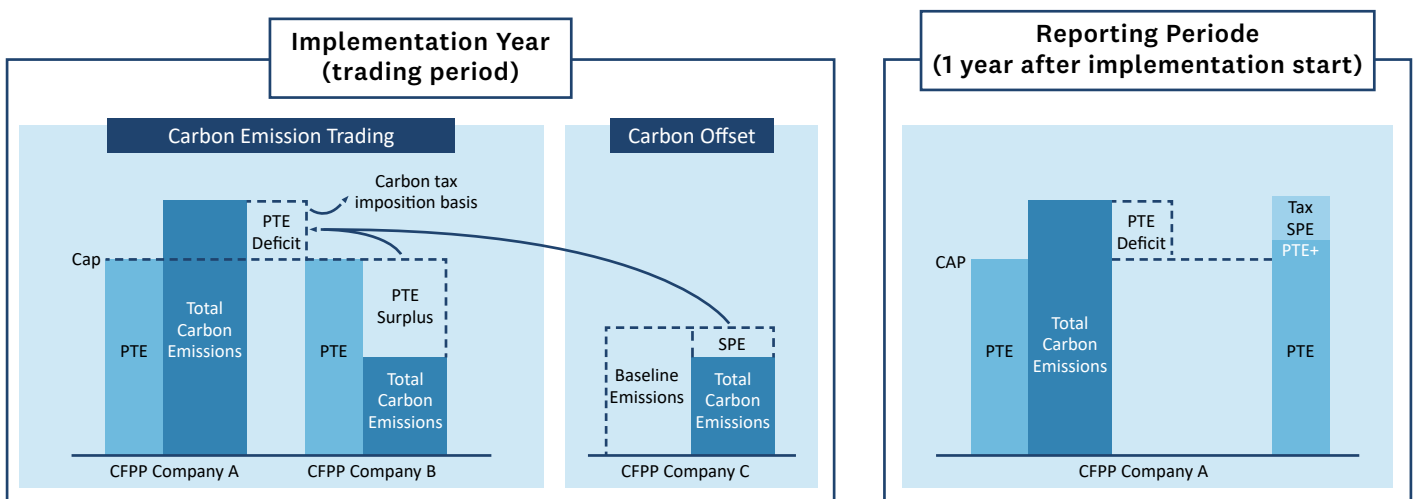 Implementation Year
(trading period)
Carbon Emission Trading
Carbon tax
imposition basis
PTE
Deficit
Cap
PTE
Total
Carbon
Emissions
PTE
PTE
Surplus
Total
Carbon
Emissions
CFPP Company A
CFPP Company B
Carbon Offset
SPE
Baseline
Emissions
Total
Carbon
Emissions
CFPP Company C
Reporting Periode
(1 year after implementation start)
CAP
PTE
Total
Carbon
Emissions
PTE
Deficit
Tax
SPE
PTE+
PTE
CFPP Company A